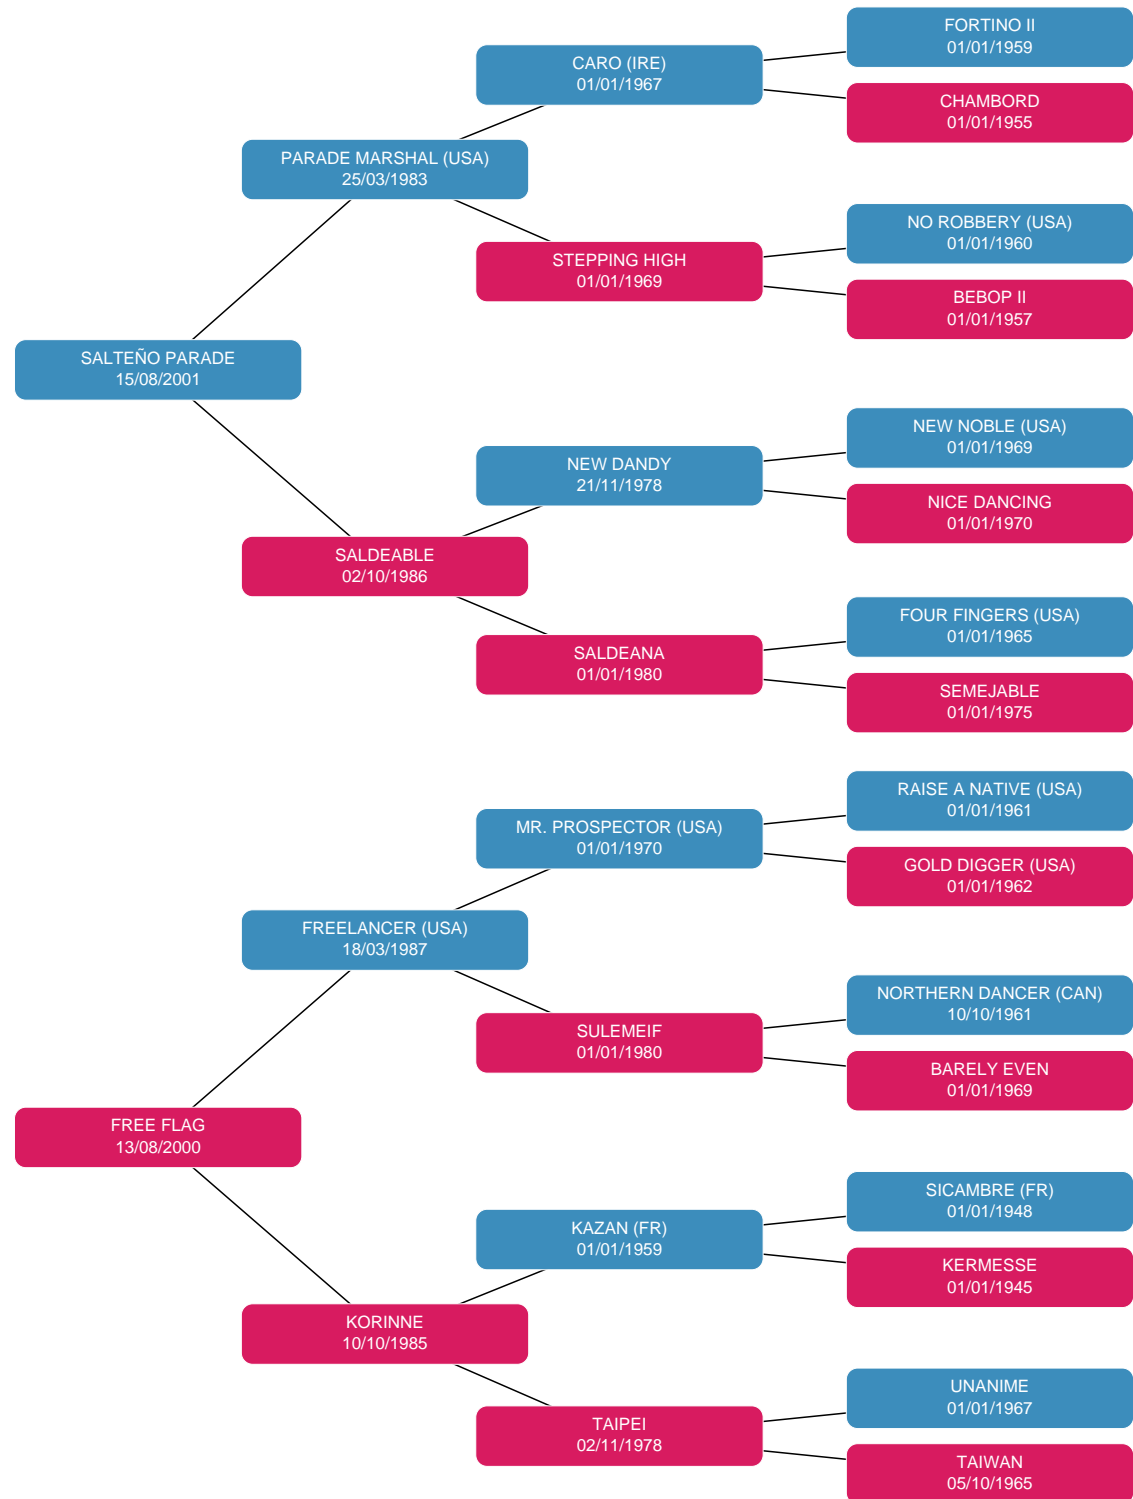 FORTINO II
01/01/1959
CARO (IRE)
01/01/1967
CHAMBORD
01/01/1955
PARADE MARSHAL (USA)
25/03/1983
NO ROBBERY (USA)
01/01/1960
STEPPING HIGH
01/01/1969
BEBOP II
01/01/1957
SALTEÑO PARADE
15/08/2001
NEW NOBLE (USA)
01/01/1969
NEW DANDY
21/11/1978
NICE DANCING
01/01/1970
SALDEABLE
02/10/1986
FOUR FINGERS (USA)
01/01/1965
SALDEANA
01/01/1980
SEMEJABLE
01/01/1975
RAISE A NATIVE (USA)
01/01/1961
MR. PROSPECTOR (USA)
01/01/1970
GOLD DIGGER (USA)
01/01/1962
FREELANCER (USA)
18/03/1987
NORTHERN DANCER (CAN)
10/10/1961
SULEMEIF
01/01/1980
BARELY EVEN
01/01/1969
FREE FLAG
13/08/2000
SICAMBRE (FR)
01/01/1948
KAZAN (FR)
01/01/1959
KERMESSE
01/01/1945
KORINNE
10/10/1985
UNANIME
01/01/1967
TAIPEI
02/11/1978
TAIWAN
05/10/1965